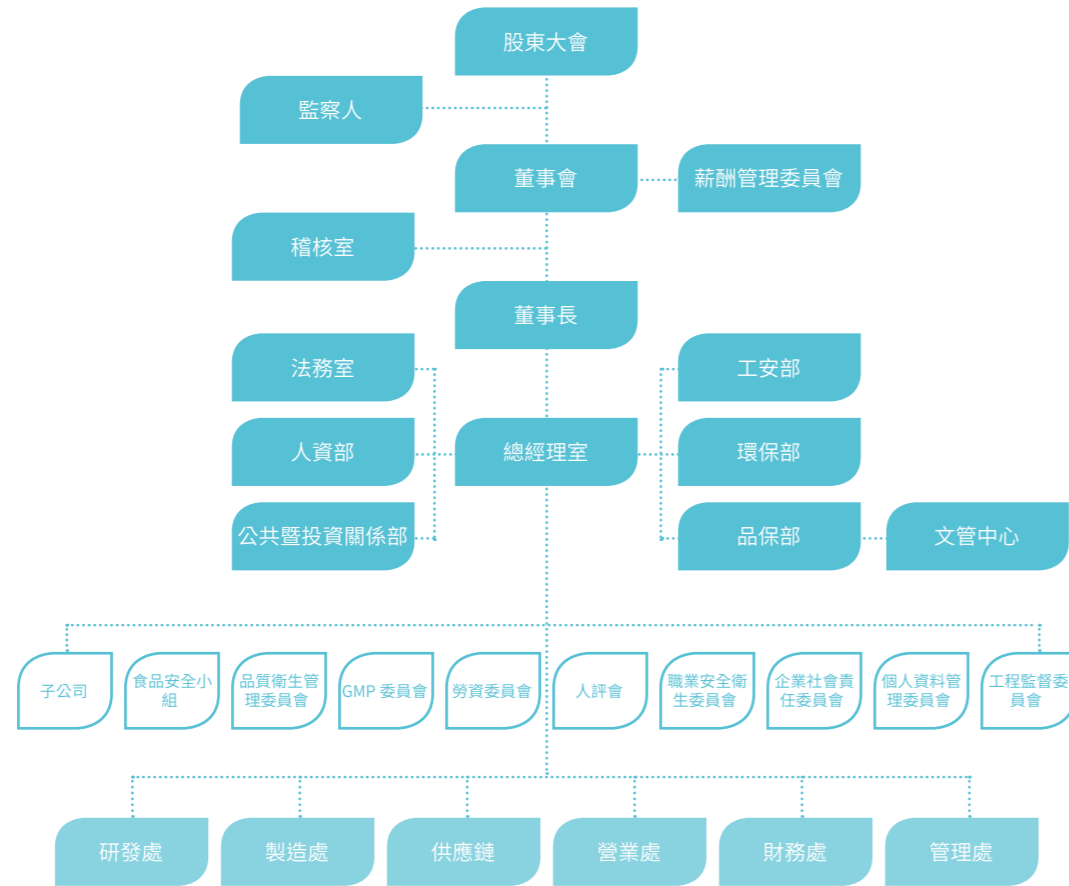 股東大會
監察人
董事會
薪酬管理委員會
稽核室
董事長
法務室
工安部
人資部
總經理室
環保部
公共暨投資關係部
品保部
文管中心
子公司
食品安全小
組
品質衛生管
理委員會
GMP 委員會
勞資委員會
人評會
職業安全衛
生委員會
企業社會責
任委員會
個人資料管
理委員會
工程監督委
員會
研發處
製造處
供應鏈
營業處
財務處
管理處